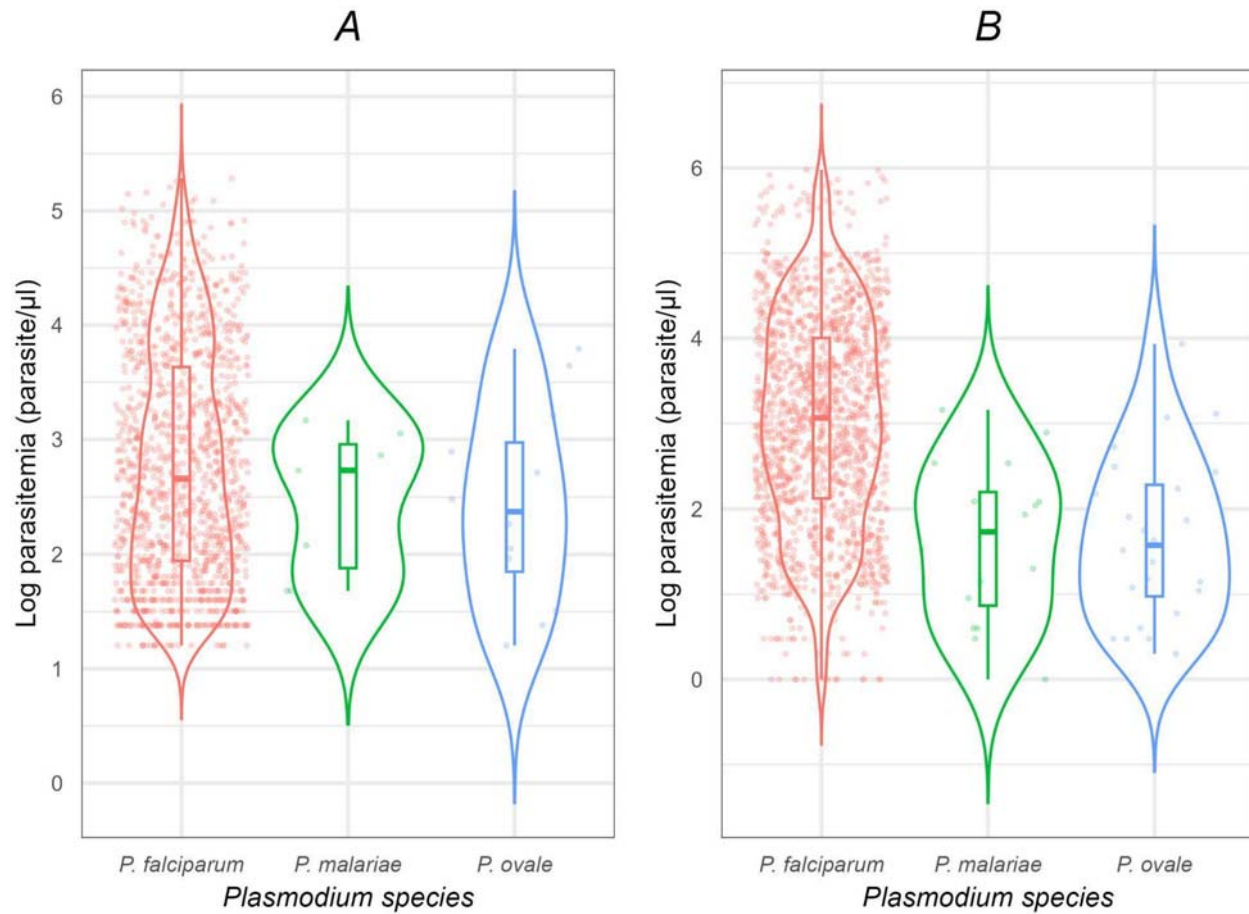 A
B
Log parasitemia (parasite/µl)
6
5
4
3
2
1
0
P. falciparum
P. malariae
P. ovale
Plasmodium species
Log parasitemia (parasite/µl)
6
4
2
0
P. falciparum
P. malariae
P. ovale
Plasmodium species